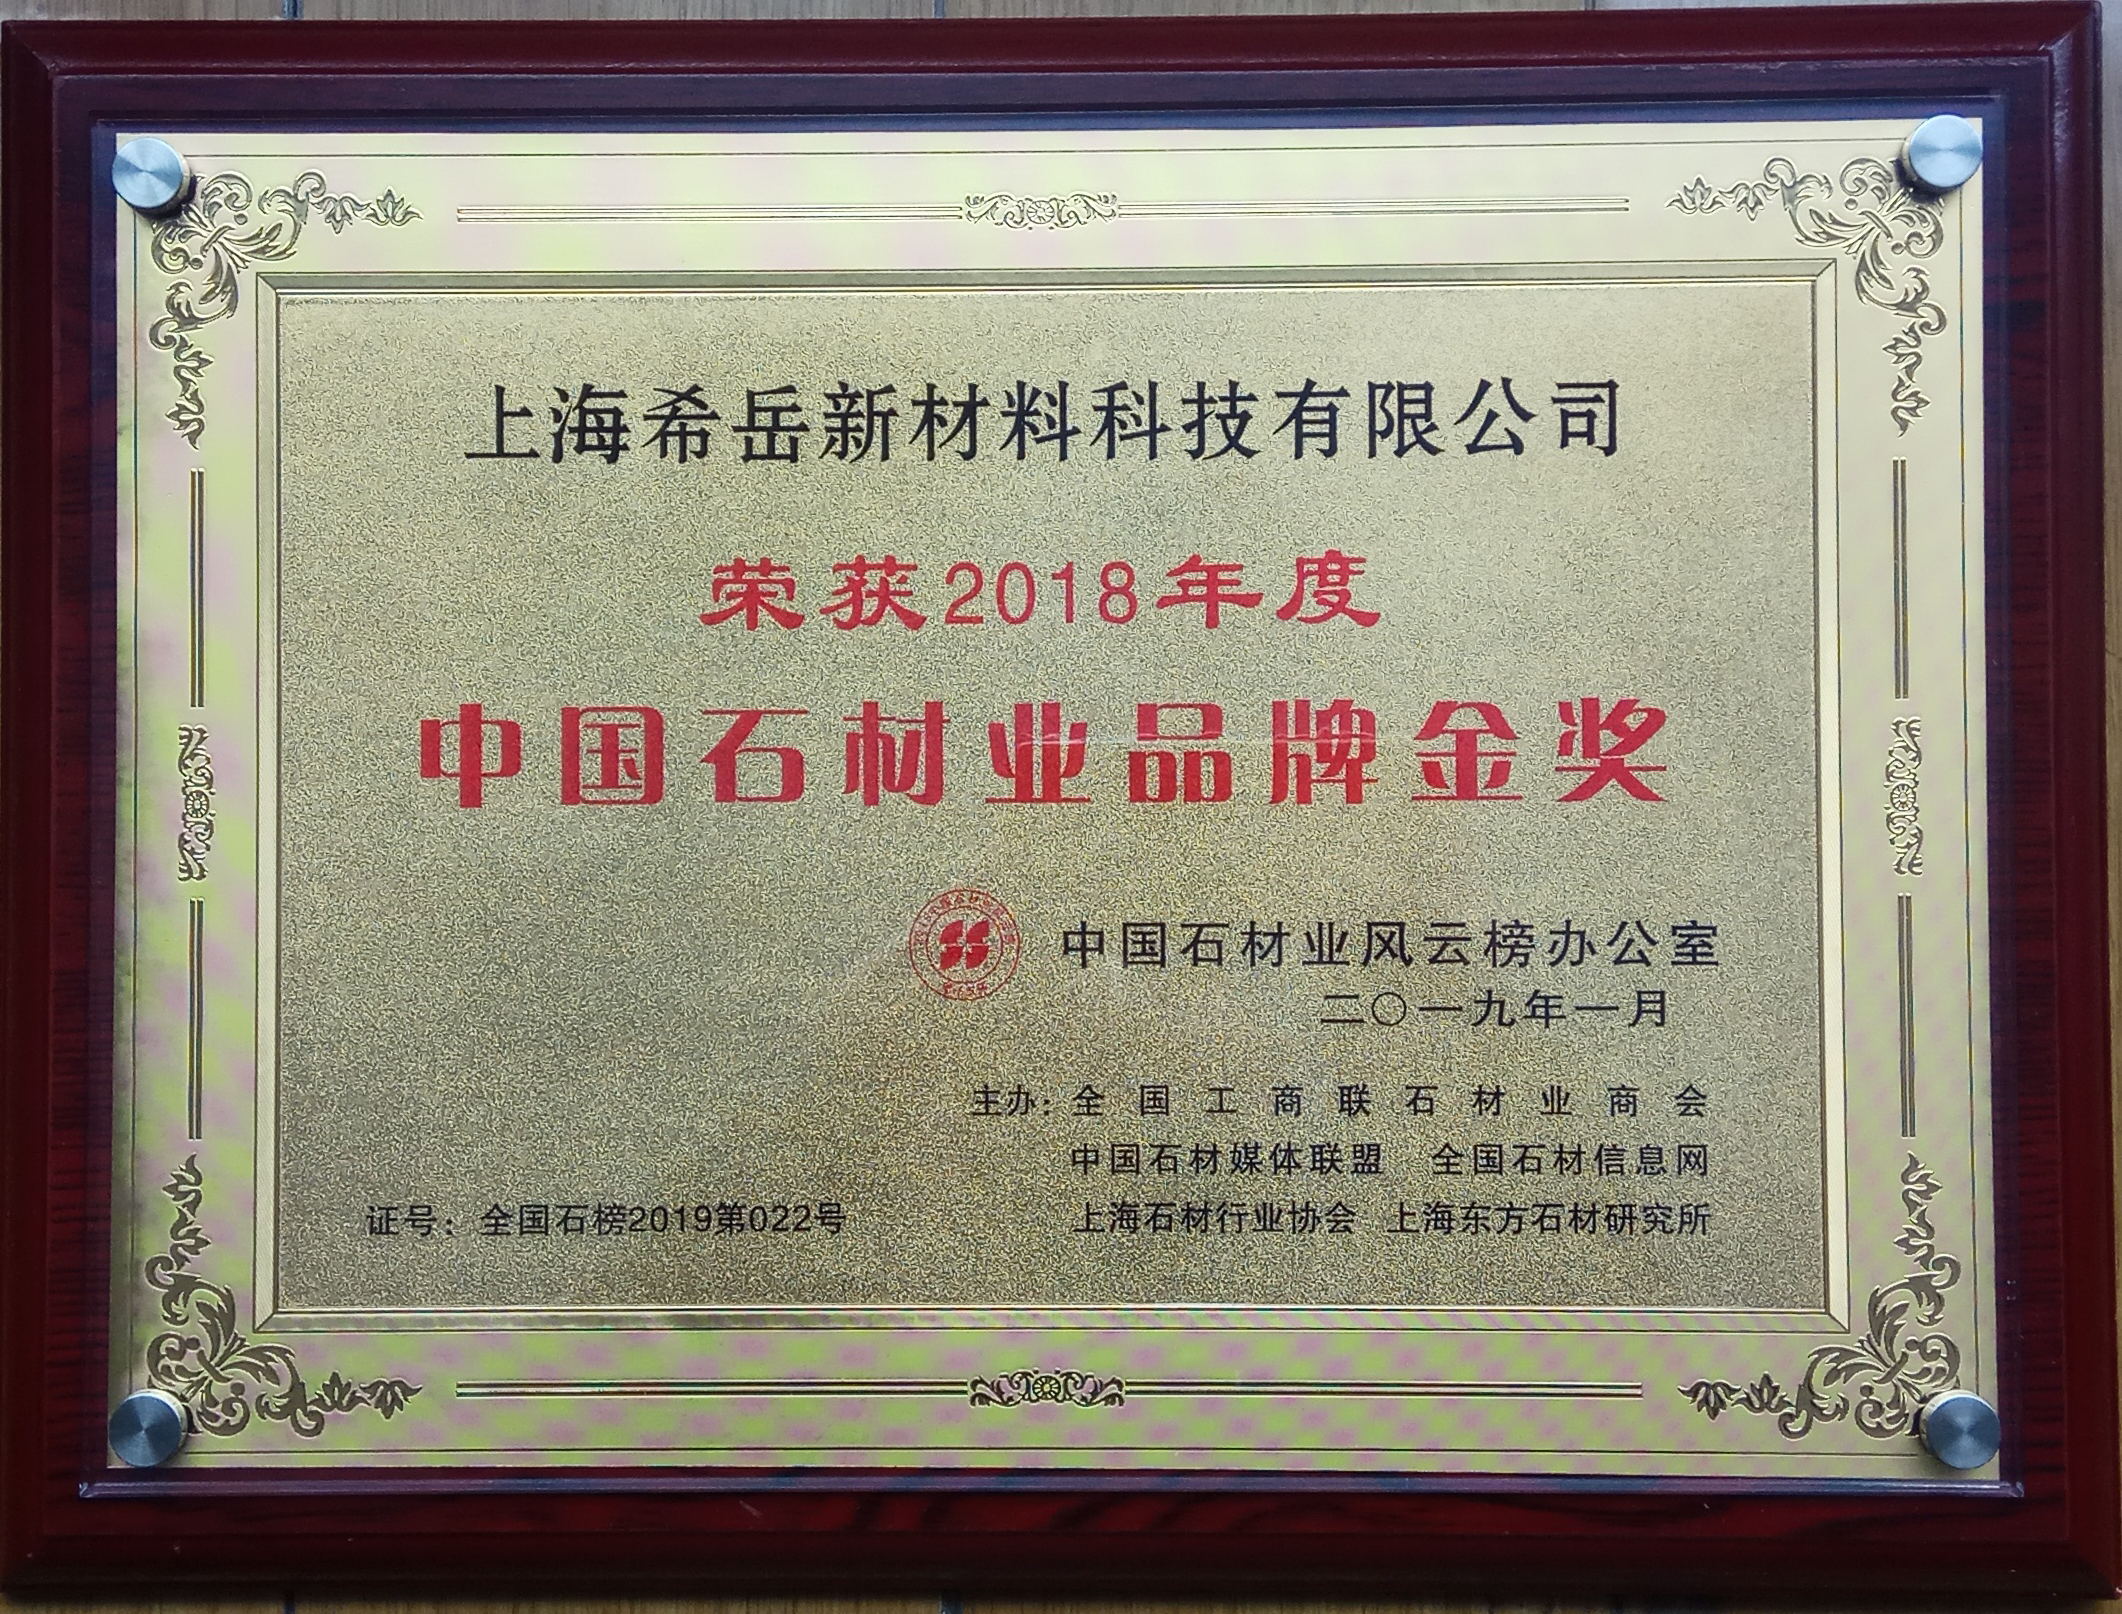 上海希岳新材料科技有限公司
荣获2018年度
中国石材业品牌金奖
中国石材业风云榜办公室
二〇一九年一月
主办：全国工商联石材业商会
中国石材媒体联盟 全国石材信息网
证号：全国石榜2019第022号 上海石材行业协会 上海东方石材研究所